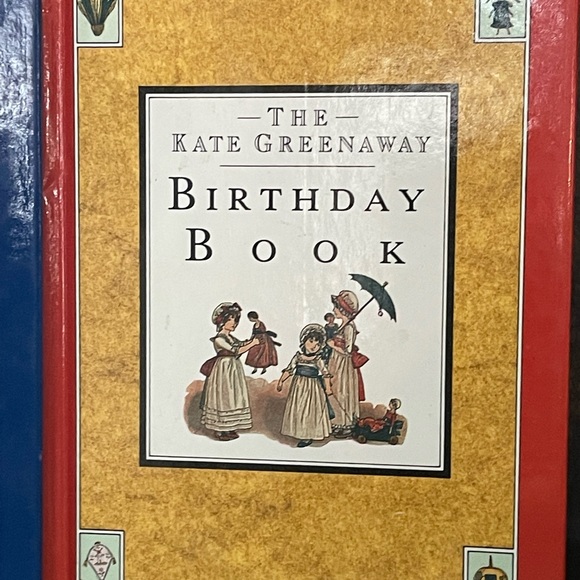 — THE —
KATE GREENAWAY
BIRTHDAY
BOOK